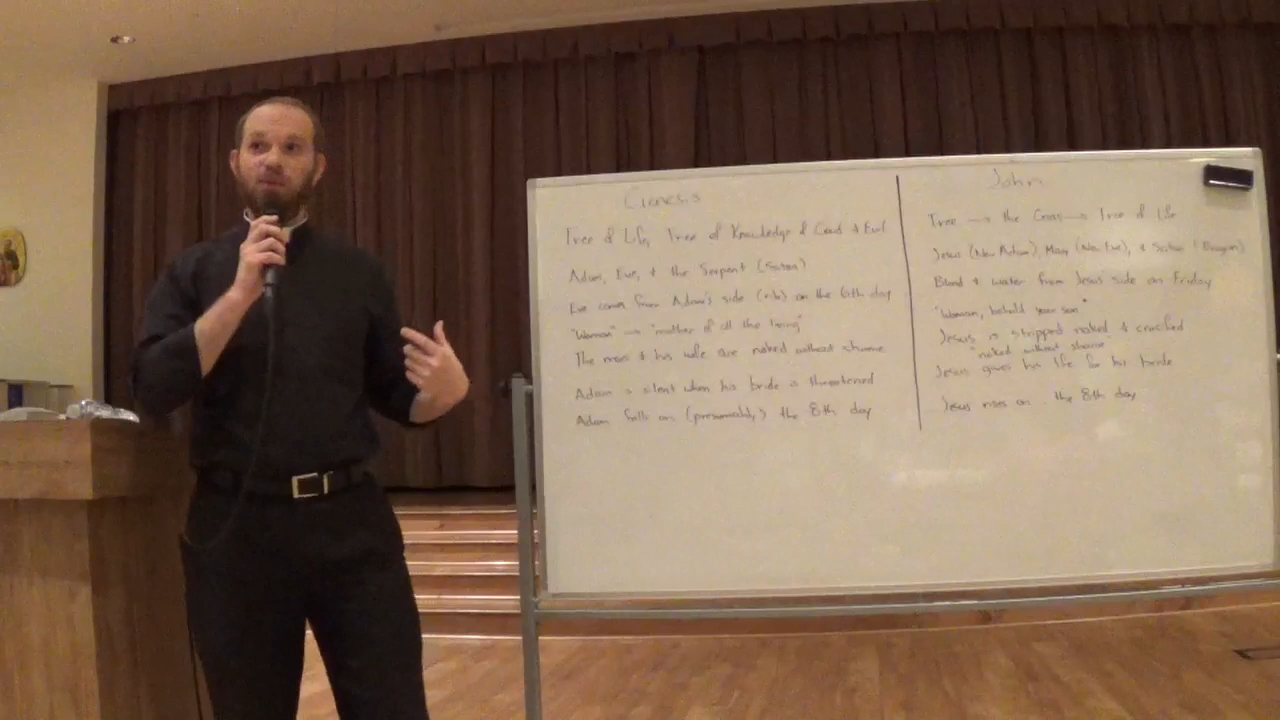 Genesis
Tree of Life, Tree of Knowledge of Good & Evil
Adam, Eve, & the Serpent (Satan)
Eve comes from Adam's side (rib) on the 6th day
"Woman" → "mother of all the living"
The man & his wife are naked without shame
Adam is silent when his bride is threatened
Adam falls on (presumably) the 8th day
John
Tree → the Cross → Tree of Life
Jesus (New Adam), Mary (New Eve), & Satan (Dragon)
Blood & water from Jesus' side on Friday
"Woman, behold your son"
Jesus is stripped naked & crucified
"naked without shame"
Jesus gives his life for his bride
Jesus rises on the 8th day